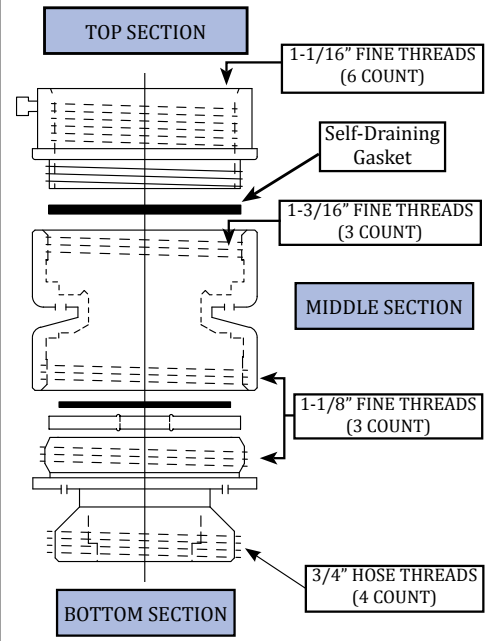 TOP SECTION
1-1/16” FINE THREADS
(6 COUNT)
Self-Draining
Gasket
1-3/16” FINE THREADS
(3 COUNT)
MIDDLE SECTION
1-1/8” FINE THREADS
(3 COUNT)
3/4” HOSE THREADS
(4 COUNT)
BOTTOM SECTION